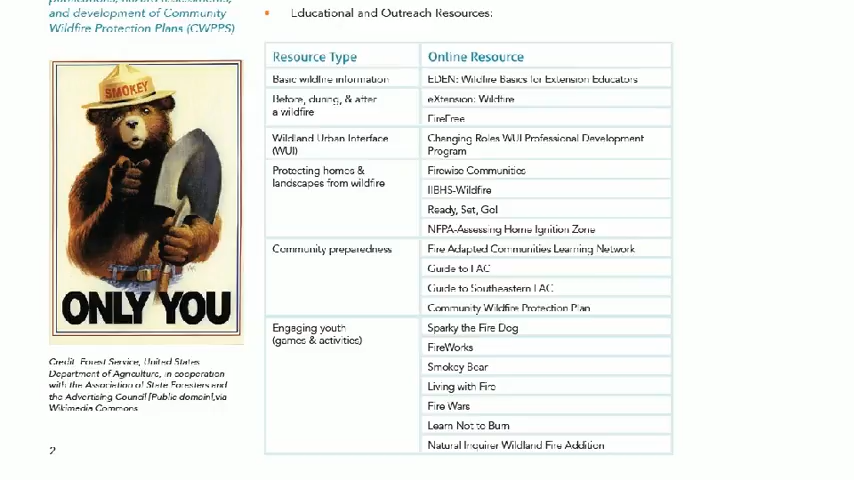 publications, hazard assessments,
and development of Community
Wildfire Protection Plans (CWPPS)
SMOKEY
ONLY YOU
Credit: Forest Service, United States
Department of Agriculture, in cooperation
with the Association of State Foresters and
the Advertising Council [Public domain],via
Wikimedia Commons
2
• Educational and Outreach Resources:
Resource Type Online Resource
Basic wildfire information EDEN: Wildfire Basics for Extension Educators
Before, during, & after
a wildfire
eXtension: Wildfire
FireFree
Wildland Urban Interface
(WUI)
Changing Roles WUI Professional Development
Program
Protecting homes &
landscapes from wildfire
Firewise Communities
IIBHS-Wildfire
Ready, Set, Go!
NFPA-Assessing Home Ignition Zone
Community preparedness
Fire Adapted Communities Learning Network
Guide to FAC
Guide to Southeastern FAC
Community Wildfire Protection Plan
Engaging youth
(games & activities)
Sparky the Fire Dog
FireWorks
Smokey Bear
Living with Fire
Fire Wars
Learn Not to Burn
Natural Inquirer Wildland Fire Addition